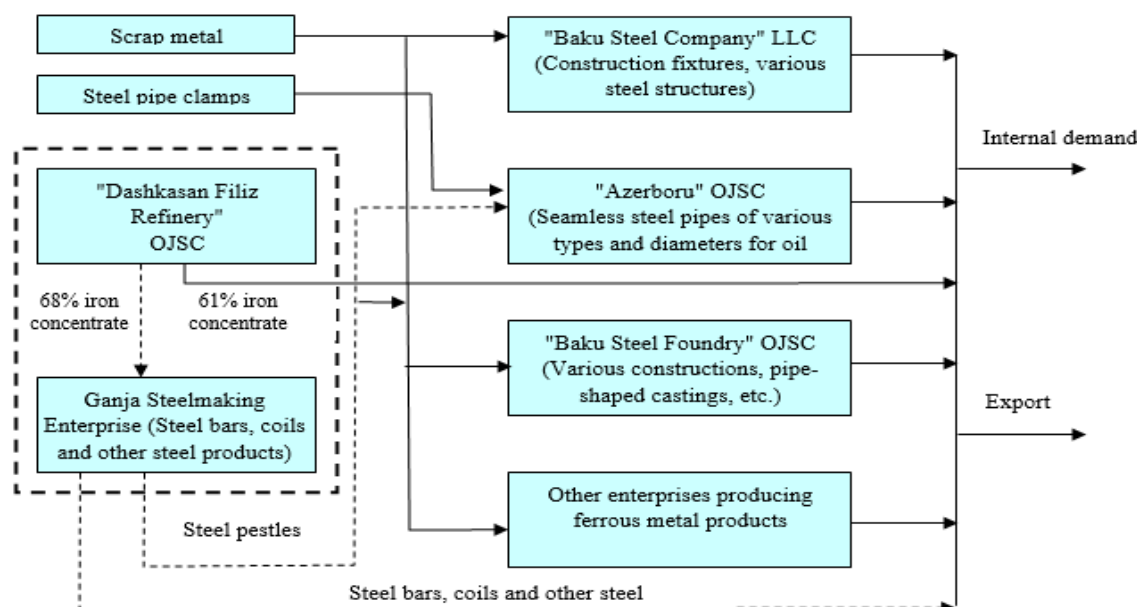 Scrap metal
Steel pipe clamps
"Dashkasan Filiz
Refinery"
OJSC
68% iron
concentrate
61% iron
concentrate
Ganja Steelmaking
Enterprise (Steel bars, coils
and other steel products)
Steel pestles
Steel bars, coils and other steel
"Baku Steel Company" LLC
(Construction fixtures, various
steel structures)
"Azerboru" OJSC
(Seamless steel pipes of various
types and diameters for oil
"Baku Steel Foundry" OJSC
(Various constructions, pipe-
shaped castings, etc.)
Other enterprises producing
ferrous metal products
Internal demand
Export